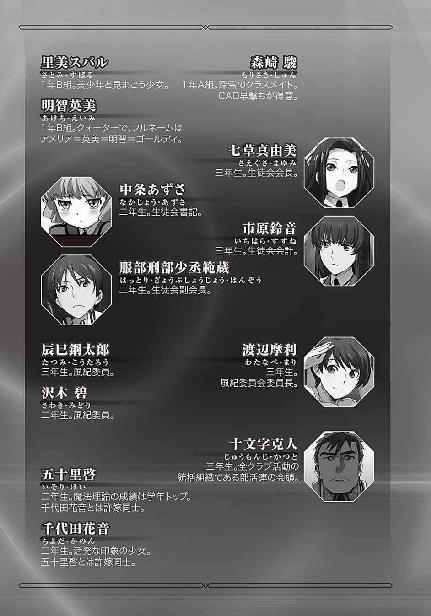 森崎 駿
もりさき・しゅん
1年A組。深雪のクラスメイト。
CAD早撃ちが得意。
里美スバル
さとみ・すばる
1年B組。美少年と見まごう少女。
明智英美
あけち・えいみ
1年B組。クォーターで、フルネームは
アメリア=英美=明智=ゴールディ。
七草真由美
さえぐさ・まゆみ
三年生。生徒会会長。
中条あずさ
なかじょう・あずさ
二年生。生徒会書記。
市原鈴音
いちはら・すずね
三年生。生徒会会計。
服部刑部少丞範蔵
はっとり・ぎょうぶしょうじょう・はんぞう
二年生。生徒会副会長。
渡辺摩利
わたなべ・まり
三年生。
風紀委員会委員長。
辰巳鋼太郎
たつみ・こうたろう
三年生。風紀委員。
沢木 碧
さわき・みどり
二年生。風紀委員。
十文字克人
じゅうもんじ・かつと
三年生。全クラブ活動の
統括組織である部活連の会頭。
五十里啓
いそり・けい
二年生。魔法理論の成績は学年トップ。
千代田花音とは許嫁同士。
千代田花音
ちよだ・かのん
二年生。活発な印象の少女。
五十里啓とは許嫁同士。